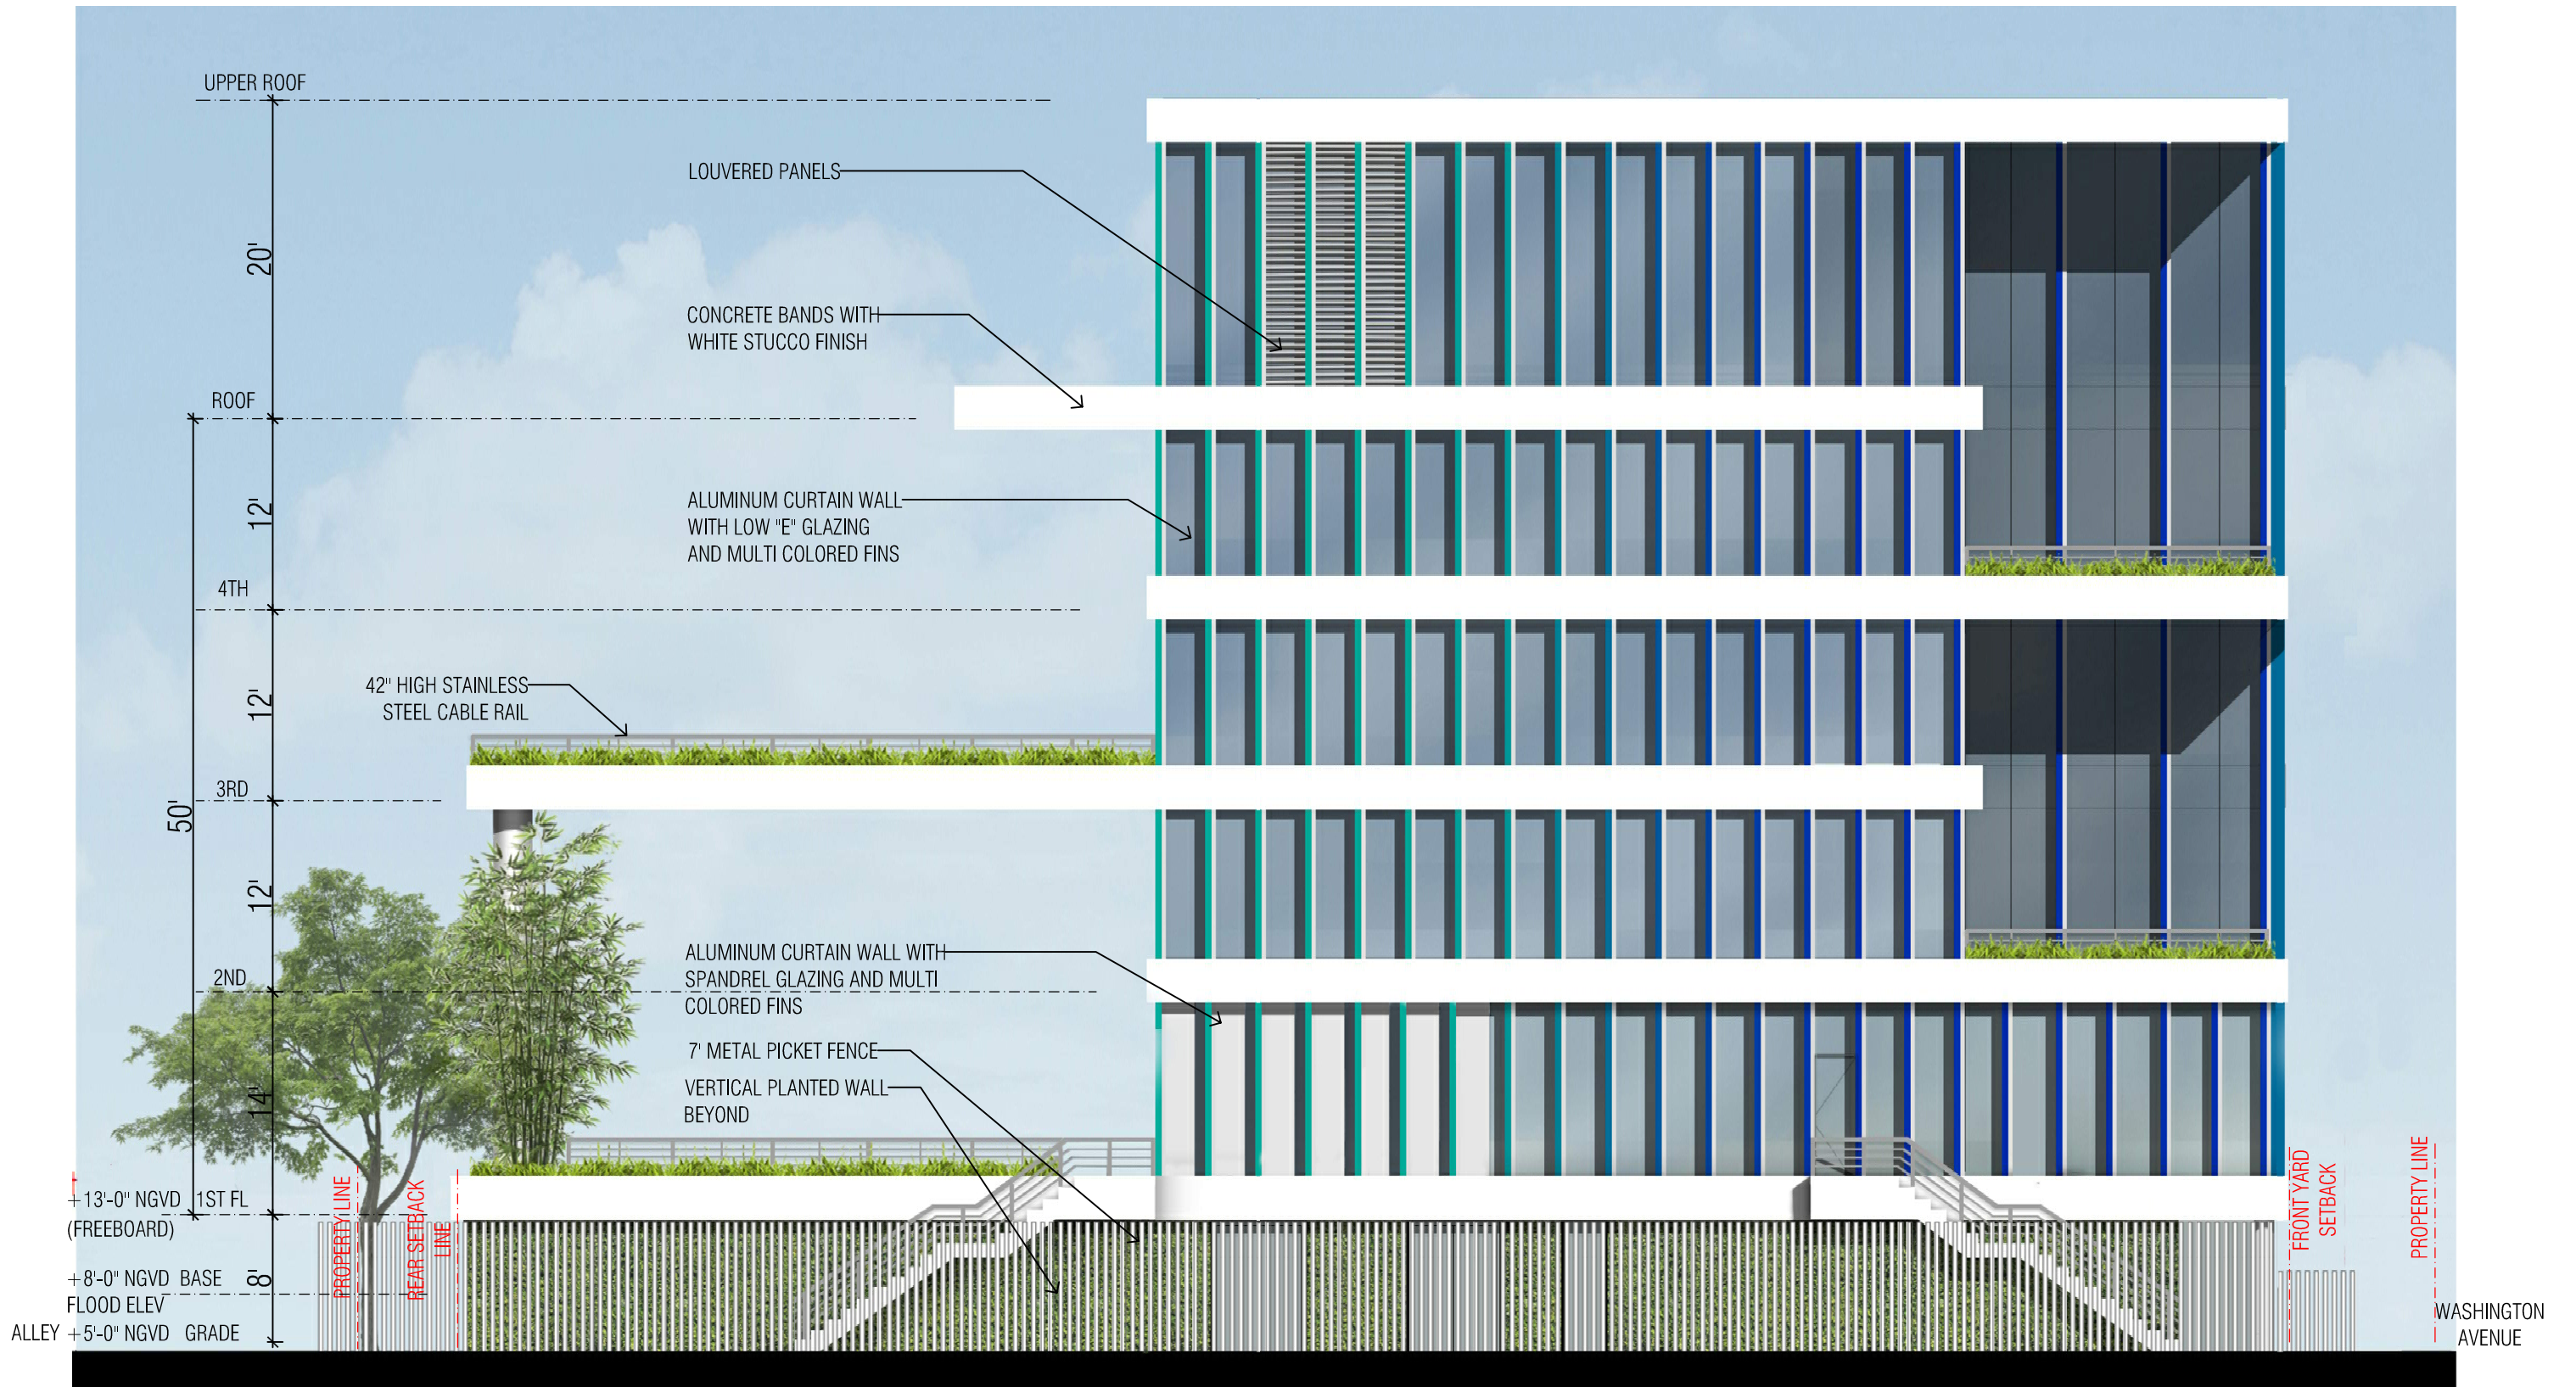 UPPER ROOF
20'
LOUVERED PANELS
CONCRETE BANDS WITH
WHITE STUCCO FINISH
ROOF
12'
ALUMINUM CURTAIN WALL
WITH LOW "E" GLAZING
AND MULTI COLORED FINS
4TH
12'
42" HIGH STAINLESS
STEEL CABLE RAIL
3RD
50'
12'
ALUMINUM CURTAIN WALL WITH
SPANDREL GLAZING AND MULTI
COLORED FINS
2ND
7' METAL PICKET FENCE
VERTICAL PLANTED WALL
BEYOND
14'
+13'-0" NGVD 1ST FL
(FREEBOARD)
+8'-0" NGVD BASE
FLOOD ELEV
8'
ALLEY +5'-0" NGVD GRADE
PROPERTY LINE
REAR SETBACK
LINE
FRONT YARD
SETBACK
PROPERTY LINE
WASHINGTON
AVENUE